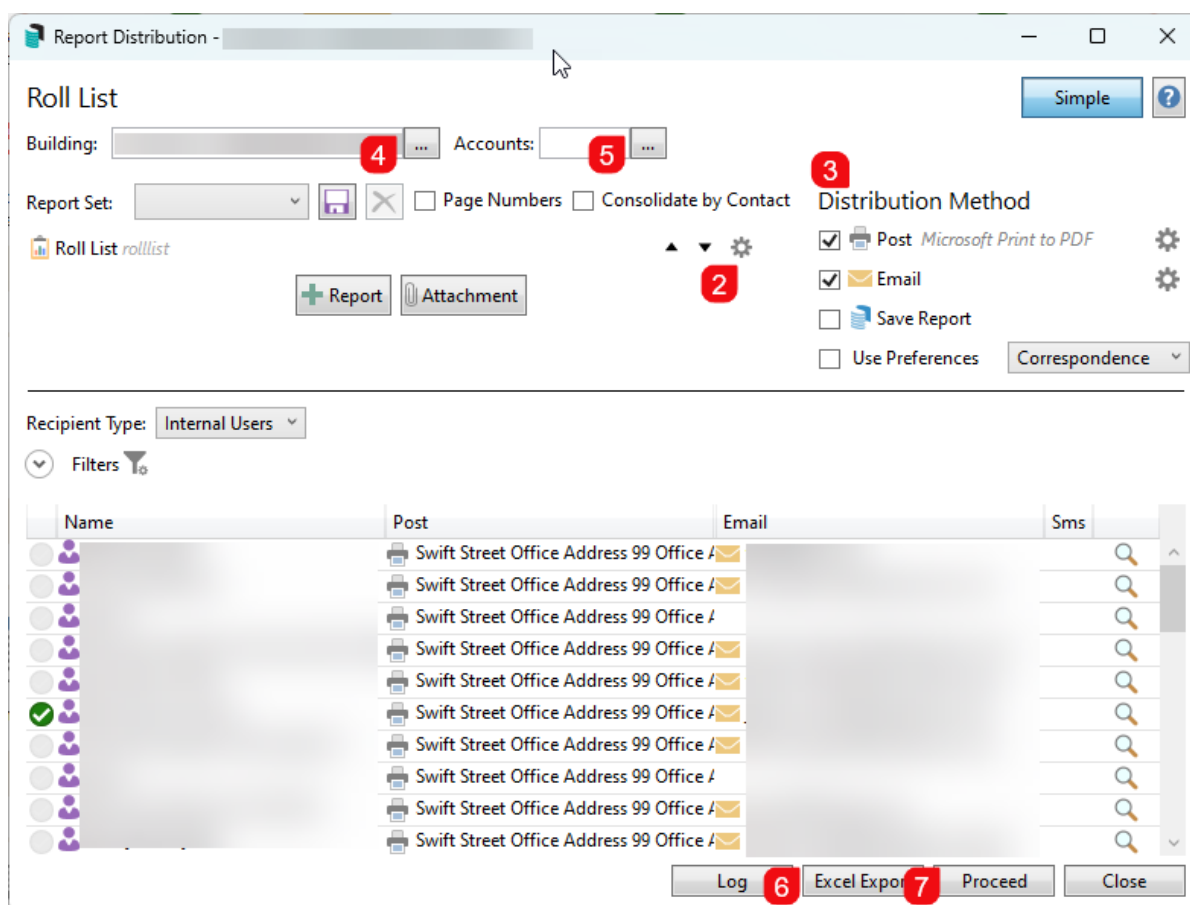 Report Distribution -
Roll List
Simple
?
Building:
4
...
Accounts:
5
...
3
Report Set:
Page Numbers
Consolidate by Contact
Distribution Method
Roll List rolllist
Post Microsoft Print to PDF
2
Report
Attachment
Email
Save Report
Use Preferences
Correspondence
Recipient Type: Internal Users
Filters
Name Post Email Sms
Swift Street Office Address 99 Office A
Swift Street Office Address 99 Office A
Swift Street Office Address 99 Office A
Swift Street Office Address 99 Office A
Swift Street Office Address 99 Office A
Swift Street Office Address 99 Office A
Swift Street Office Address 99 Office A
Swift Street Office Address 99 Office A
Swift Street Office Address 99 Office A
Swift Street Office Address 99 Office A
Log 6 Excel Expor 7 Proceed Close